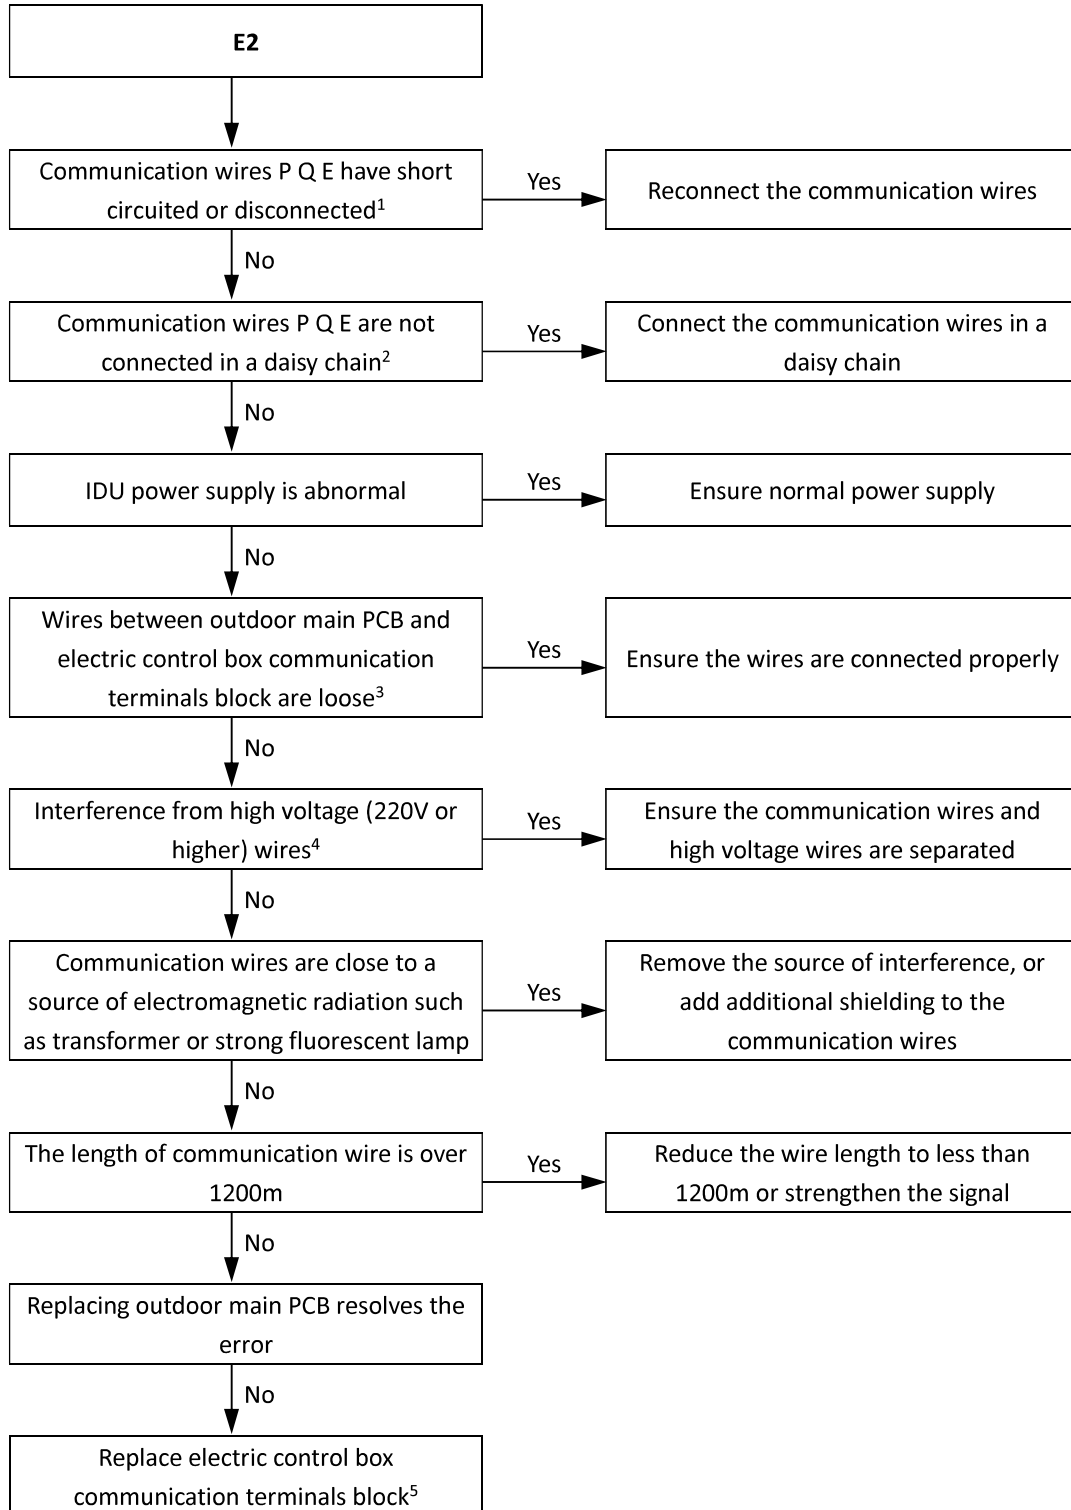 E2
Communication wires P Q E have short
circuited or disconnected¹
Yes
Reconnect the communication wires
No
Communication wires P Q E are not
connected in a daisy chain²
Yes
Connect the communication wires in a
daisy chain
No
IDU power supply is abnormal
Yes
Ensure normal power supply
No
Wires between outdoor main PCB and
electric control box communication
terminals block are loose³
Yes
Ensure the wires are connected properly
No
Interference from high voltage (220V or
higher) wires⁴
Yes
Ensure the communication wires and
high voltage wires are separated
No
Communication wires are close to a
source of electromagnetic radiation such
as transformer or strong fluorescent lamp
Yes
Remove the source of interference, or
add additional shielding to the
communication wires
No
The length of communication wire is over
1200m
Yes
Reduce the wire length to less than
1200m or strengthen the signal
No
Replacing outdoor main PCB resolves the
error
No
Replace electric control box
communication terminals block⁵